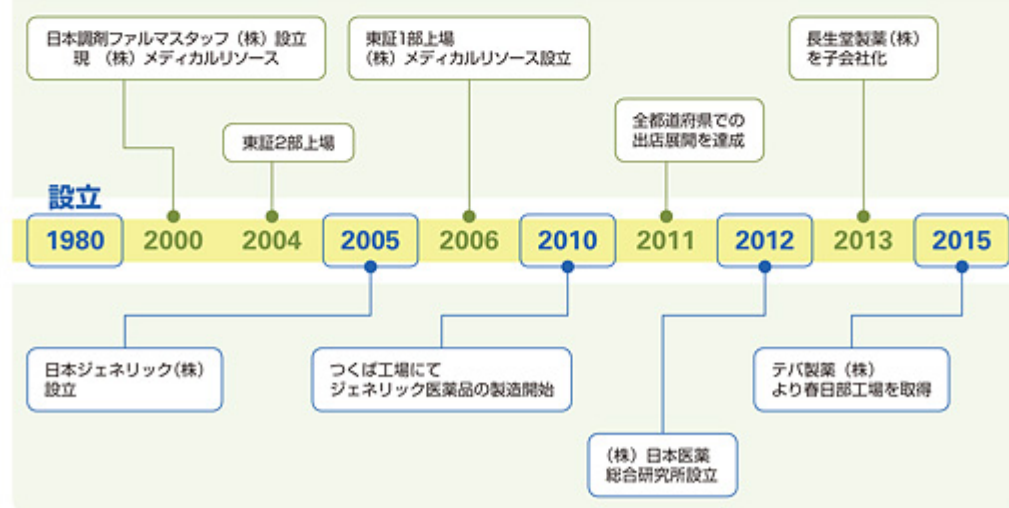 日本調剤ファルマスタッフ（株）設立
現　（株）メディカルリソース
東証1部上場
（株）メディカルリソース設立
長生堂製薬（株）
を子会社化
東証2部上場
全都道府県での
出店展開を達成
設立
1980 2000 2004 2005 2006 2010 2011 2012 2013 2015
日本ジェネリック（株）
設立
つくば工場にて
ジェネリック医薬品の製造開始
テバ製薬（株）
より春日部工場を取得
（株）日本医薬
総合研究所設立